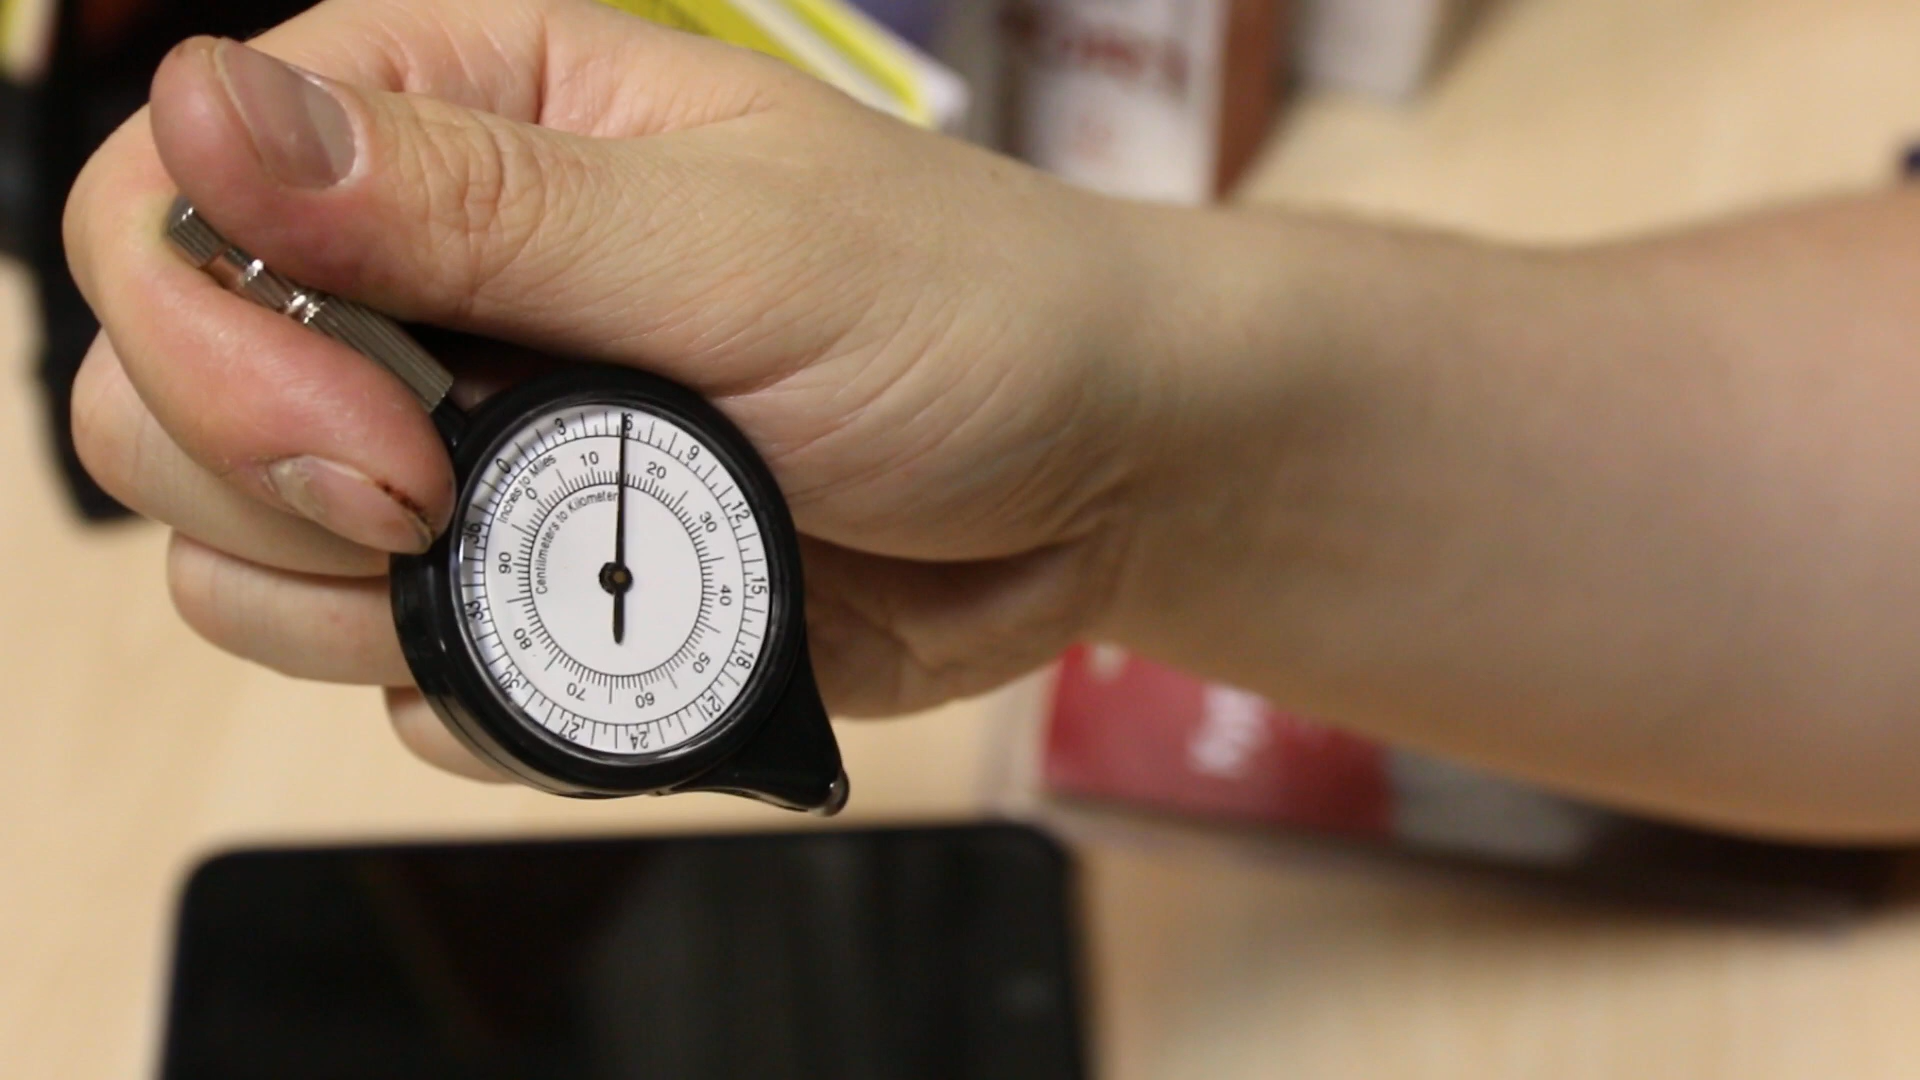 0 3 6 9 12 15 18 21 24 27 30 33 36
Inches to Miles
0 10 20 30 40 50 60 70 80 90
Centimeters to Kilometer